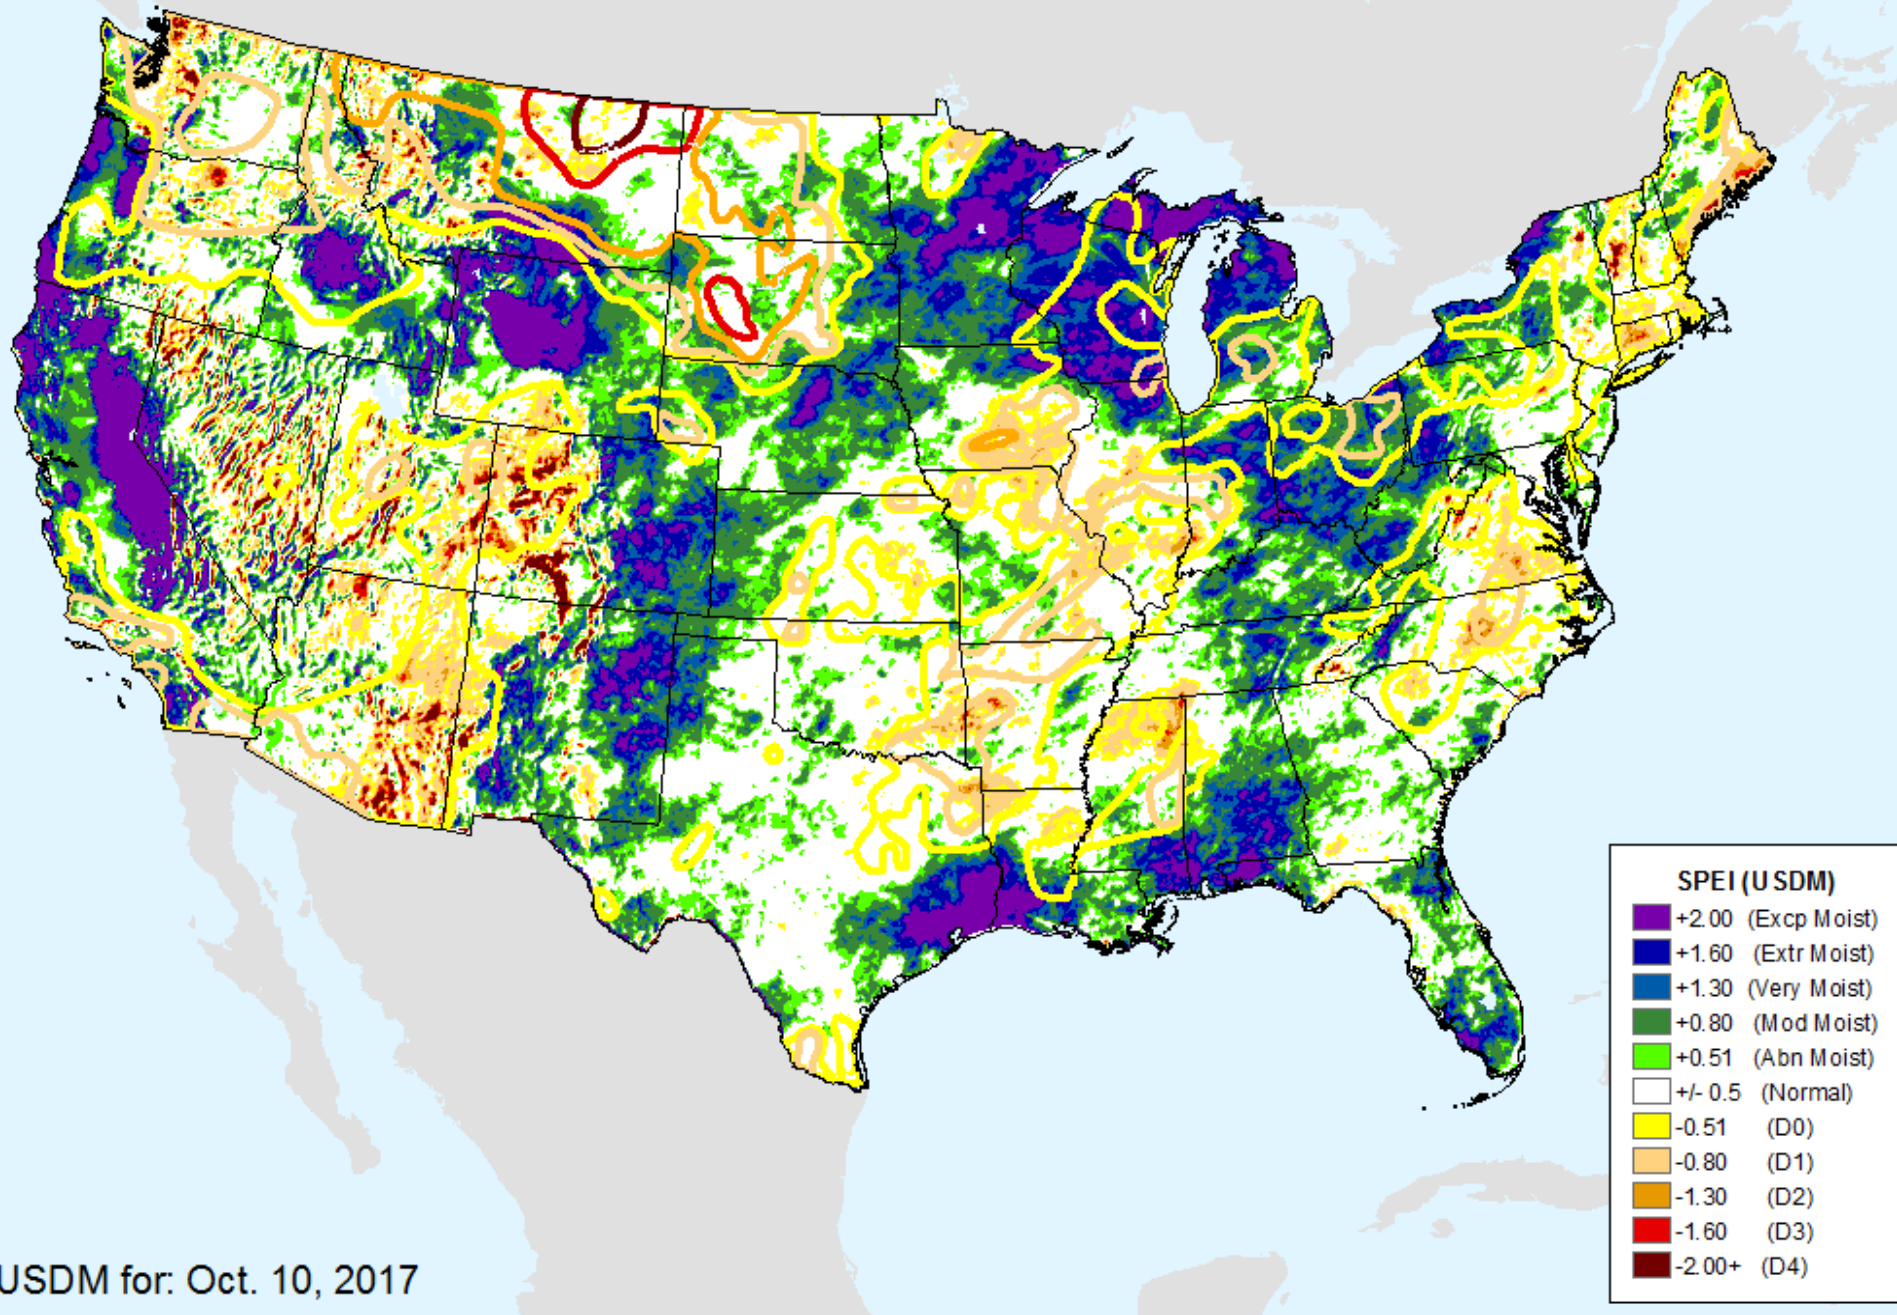 SPEI (USDM)
+2.00 (Excp Moist)
+1.60 (Extr Moist)
+1.30 (Very Moist)
+0.80 (Mod Moist)
+0.51 (Abn Moist)
+/- 0.5 (Normal)
-0.51 (D0)
-0.80 (D1)
-1.30 (D2)
-1.60 (D3)
-2.00+ (D4)
USDM for: Oct. 10, 2017